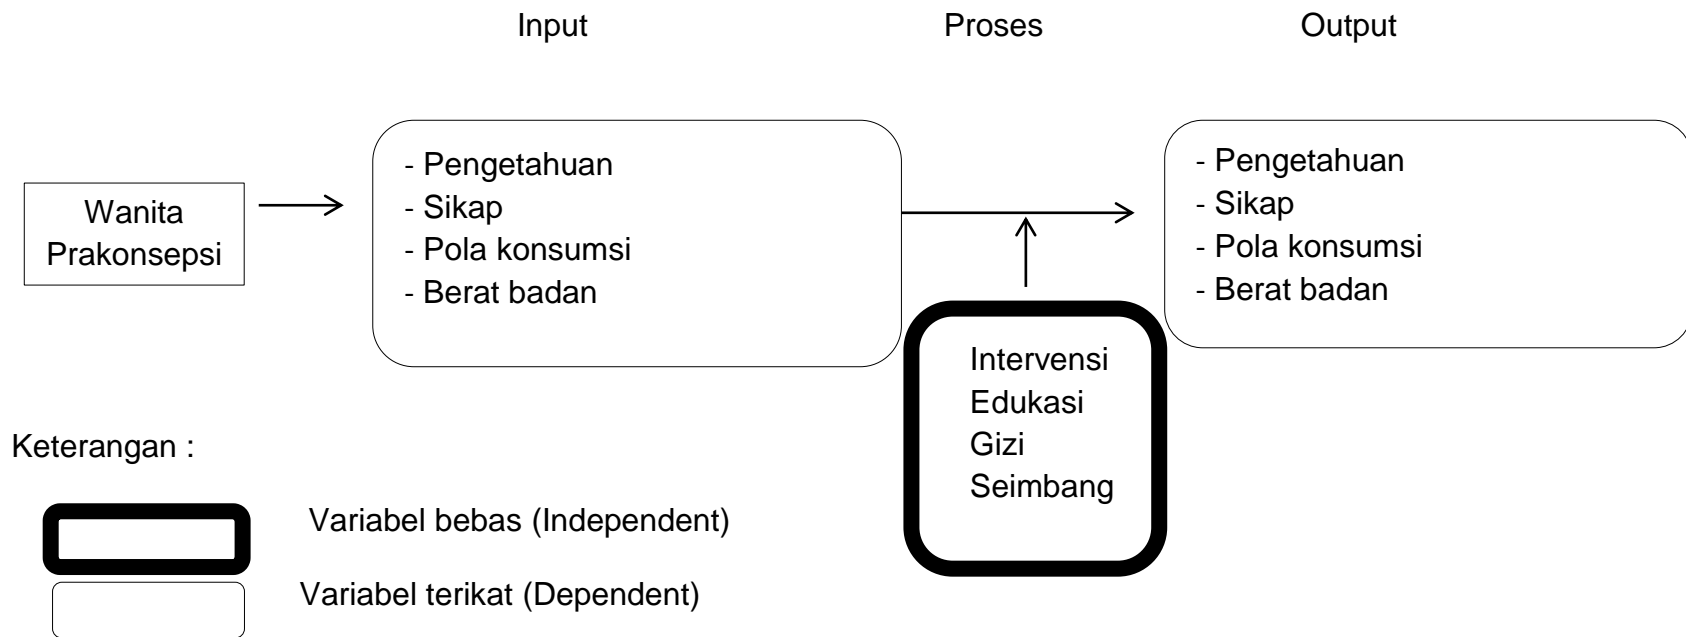 Input Proses Output
Wanita
Prakonsepsi
- Pengetahuan
- Sikap
- Pola konsumsi
- Berat badan
- Pengetahuan
- Sikap
- Pola konsumsi
- Berat badan
Intervensi
Edukasi
Gizi
Seimbang
Keterangan :
Variabel bebas (Independent)
Variabel terikat (Dependent)